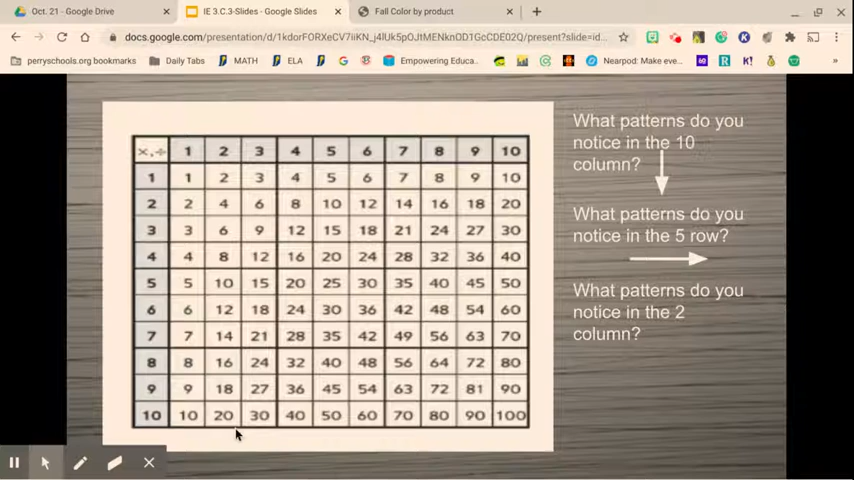 Oct. 21 - Google Drive
IE 3.C.3-Slides - Google Slides
Fall Color by product
docs.google.com/presentation/d/1kdorFORXeCV7iiKN_j4lUk5pOJtMENknOD1GcCDE02Q/present?slide=id...
perryschools.org bookmarks
Daily Tabs
MATH
ELA
Empowering Educa..
Nearpod: Make eve...
What patterns do you
notice in the 10
column?
What patterns do you
notice in the 5 row?
What patterns do you
notice in the 2
column?
×,÷ 1 2 3 4 5 6 7 8 9 10
1 1 2 3 4 5 6 7 8 9 10
2 2 4 6 8 10 12 14 16 18 20
3 3 6 9 12 15 18 21 24 27 30
4 4 8 12 16 20 24 28 32 36 40
5 5 10 15 20 25 30 35 40 45 50
6 6 12 18 24 30 36 42 48 54 60
7 7 14 21 28 35 42 49 56 63 70
8 8 16 24 32 40 48 56 64 72 80
9 9 18 27 36 45 54 63 72 81 90
10 10 20 30 40 50 60 70 80 90 100